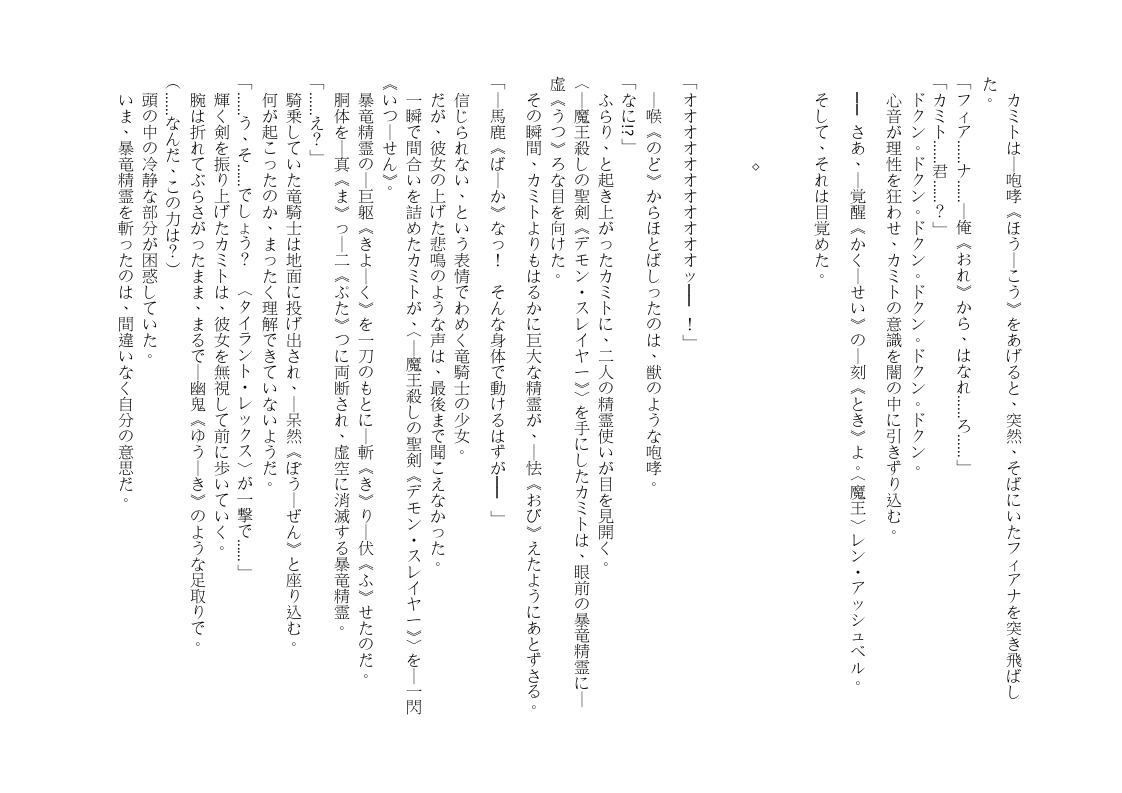 カミトは―咆哮《ほう―こう》をあげると、突然、そばにいたフィアナを突き飛ばし
た。
「フィア……ナ……―俺《おれ》から、はなれ……ろ……」
「カミト……君……？」
ドクン。ドクン。ドクン。ドクン。ドクン。ドクン。
心音が理性を狂わせ、カミトの意識を闇の中に引きずり込む。
━━ さあ、―覚醒《かく―せい》の―刻《とき》よ。〈魔王〉レン・アッシュベル。
そして、それは目覚めた。
◇
「オオオオオオオオオオオオッ━━ ！」
―喉《のど》からほとばしったのは、獣のような咆哮。
「なに!?」
ふらり、と起き上がったカミトに、二人の精霊使いが目を見開く。
〈―魔王殺しの聖剣《デモン・スレイヤー》〉を手にしたカミトは、眼前の暴竜精霊に―
虚《うつ》ろな目を向けた。
その瞬間、カミトよりもはるかに巨大な精霊が、―怯《おび》えたようにあとずさる。
「―馬鹿《ば―か》なっ！　そんな身体で動けるはずが━━ 」
信じられない、という表情でわめく竜騎士の少女。
だが、彼女の上げた悲鳴のような声は、最後まで聞こえなかった。
一瞬で間合いを詰めたカミトが、〈―魔王殺しの聖剣《デモン・スレイヤー》〉を―一閃
《いつ―せん》。
暴竜精霊の―巨躯《きよ―く》を一刀のもとに―斬《き》り―伏《ふ》せたのだ。
胴体を―真《ま》っ―二《ぷた》つに両断され、虚空に消滅する暴竜精霊。
「……え？」
騎乗していた竜騎士は地面に投げ出され、―呆然《ぼう―ぜん》と座り込む。
何が起こったのか、まったく理解できていないようだ。
「……う、そ……でしょう？　〈タイラント・レックス〉が一撃で……」
輝く剣を振り上げたカミトは、彼女を無視して前に歩いていく。
腕は折れてぶらさがったまま、まるで―幽鬼《ゆう―き》のような足取りで。
（……なんだ、この力は？）
頭の中の冷静な部分が困惑していた。
いま、暴竜精霊を斬ったのは、間違いなく自分の意思だ。